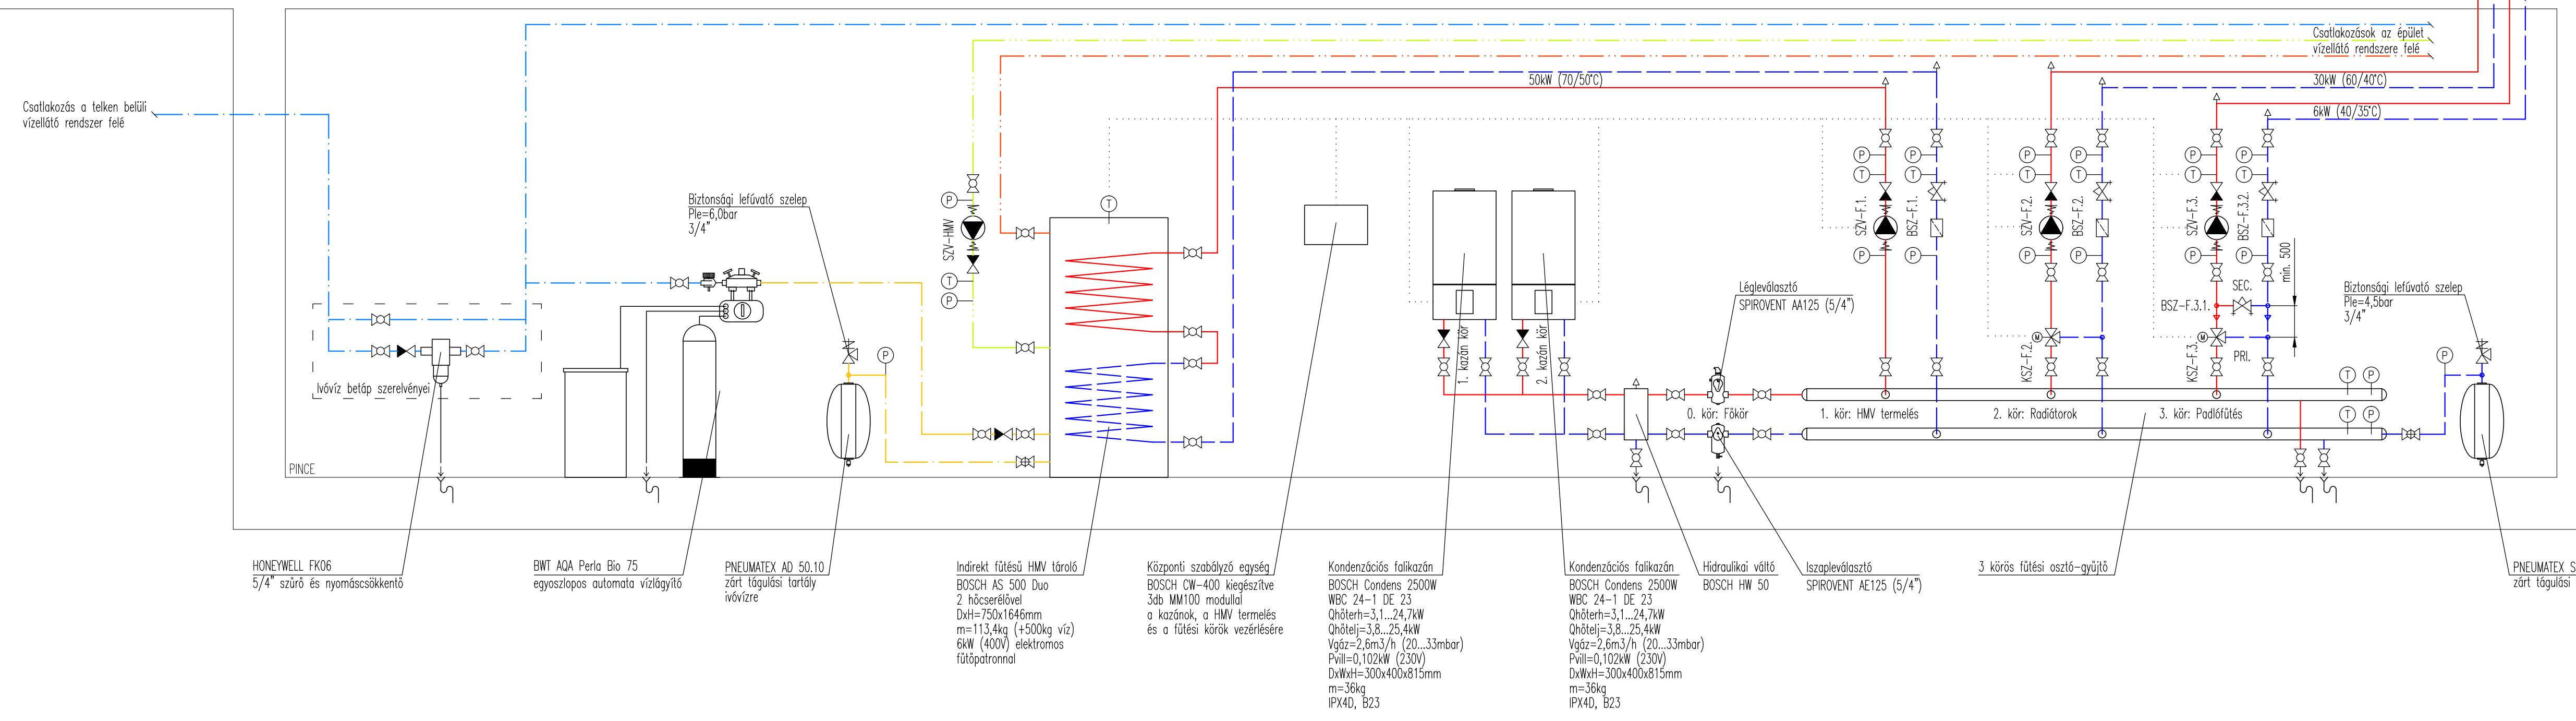 Csatlakozások az épület
vízellátó rendszere felé
50kW (70/50°C)
30kW (60/40°C)
6kW (40/35°C)
Csatlakozás a telken belüli
vízellátó rendszer felé
Biztonsági lefúvató szelep
Ple=6,0bar
3/4"
P
SZV-HMV
T
P
T
P
T
SZV-F.1.
P
P
T
BSZ-F.1.
P
P
T
SZV-F.2.
P
P
T
BSZ-F.2.
P
P
T
SZV-F.3.
P
P
T
BSZ-F.3.2.
P
min. 500
SEC.
BSZ-F.3.1.
PRI.
M
KSZ-F.2.
M
KSZ-F.3.
Légleválasztó
SPIROVENT AA125 (5/4")
Biztonsági lefúvató szelep
Ple=4,5bar
3/4"
P
P
Ivóvíz betáp szerelvényei
1. kazán kör
2. kazán kör
T
P
0. kör: Főkör
1. kör: HMV termelés
2. kör: Radiátorok
3. kör: Padlófűtés
T
P
PINCE
HONEYWELL FK06
5/4" szűrő és nyomáscsökkentő
BWT AQA Perla Bio 75
egyoszlopos automata vízlágyító
PNEUMATEX AD 50.10
zárt tágulási tartály
ivóvízre
Indirekt fűtésű HMV tároló
BOSCH AS 500 Duo
2 hőcserélővel
DxH=750x1646mm
m=113,4kg (+500kg víz)
6kW (400V) elektromos
fűtőpatronnal
Központi szabályzó egység
BOSCH CW-400 kiegészítve
3db MM100 modullal
a kazánok, a HMV termelés
és a fűtési körök vezérlésére
Kondenzációs falikazán
BOSCH Condens 2500W
WBC 24-1 DE 23
Qhőterh=3,1...24,7kW
Qhőtelj=3,8...25,4kW
Vgáz=2,6m3/h (20...33mbar)
Pvill=0,102kW (230V)
DxWxH=300x400x815mm
m=36kg
IPX4D, B23
Kondenzációs falikazán
BOSCH Condens 2500W
WBC 24-1 DE 23
Qhőterh=3,1...24,7kW
Qhőtelj=3,8...25,4kW
Vgáz=2,6m3/h (20...33mbar)
Pvill=0,102kW (230V)
DxWxH=300x400x815mm
m=36kg
IPX4D, B23
Hidraulikai váltó
BOSCH HW 50
Iszapleválasztó
SPIROVENT AE125 (5/4")
3 körös fűtési osztó-gyűjtő
PNEUMATEX S
zárt tágulási